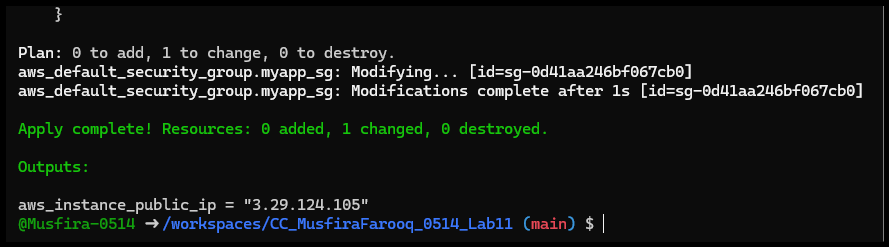 }
Plan: 0 to add, 1 to change, 0 to destroy.
aws_default_security_group.myapp_sg: Modifying... [id=sg-0d41aa246bf067cb0]
aws_default_security_group.myapp_sg: Modifications complete after 1s [id=sg-0d41aa246bf067cb0]
Apply complete! Resources: 0 added, 1 changed, 0 destroyed.
Outputs:
aws_instance_public_ip = "3.29.124.105"
@Musfira-0514 ➜/workspaces/CC_MusfiraFarooq_0514_Lab11 (main) $